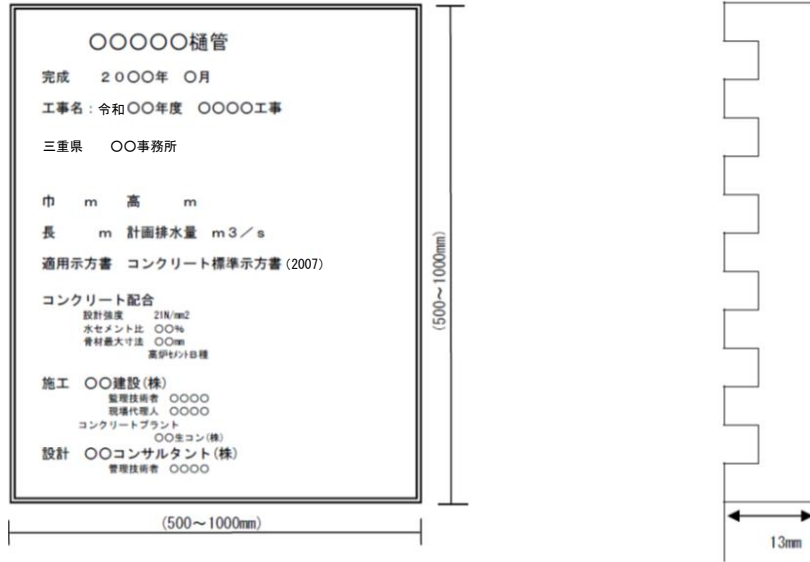 ○○○○○樋管
完成　　２０○○年　○月
工事名：令和○○年度　○○○○工事
三重県　　○○事務所
巾　　ｍ　　高　　　ｍ
長　　　ｍ　計画排水量　ｍ３／ｓ
適用示方書　コンクリート標準示方書(2007)
コンクリート配合
設計強度　　21N/mm2
水セメント比　○○%
骨材最大寸法　○○mm
高炉ｾﾒﾝﾄB種
施工　○○建設(株)
監理技術者　○○○○
現場代理人　○○○○
コンクリートプラント
○○生コン(株)
設計　○○コンサルタント(株)
管理技術者　○○○○
(500～1000mm)
(500～1000mm)
13mm